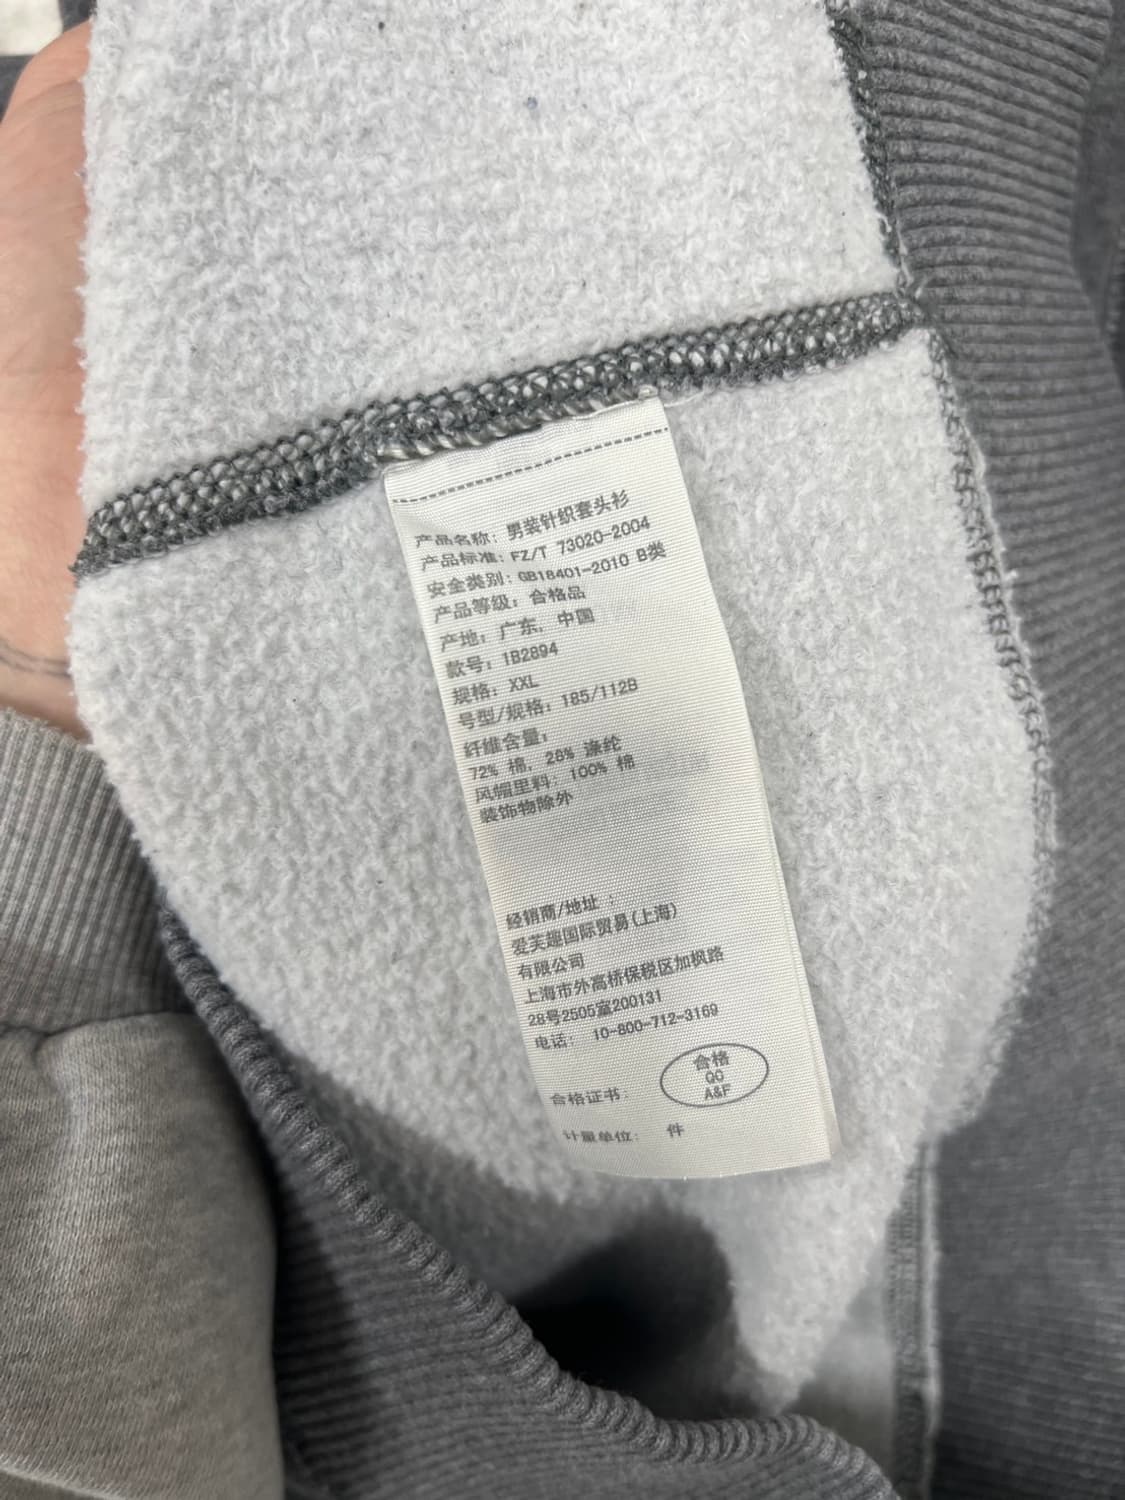 产品名称：男装针织套头衫
产品标准：FZ/T 73020-2004
安全类别：GB18401-2010 B类
产品等级：合格品
产地：广东，中国
款号：1B2894
规格：XXL
号型/规格：185/112B
纤维含量：
72% 棉，28% 涤纶
风帽里料：100% 棉
装饰物除外
经销商/地址：
爱芙趣国际贸易(上海)
有限公司
上海市外高桥保税区加枫路
28号2505室200131
电话：10-800-712-3169
合格证书：
合格
QC
A&F
计量单位：件